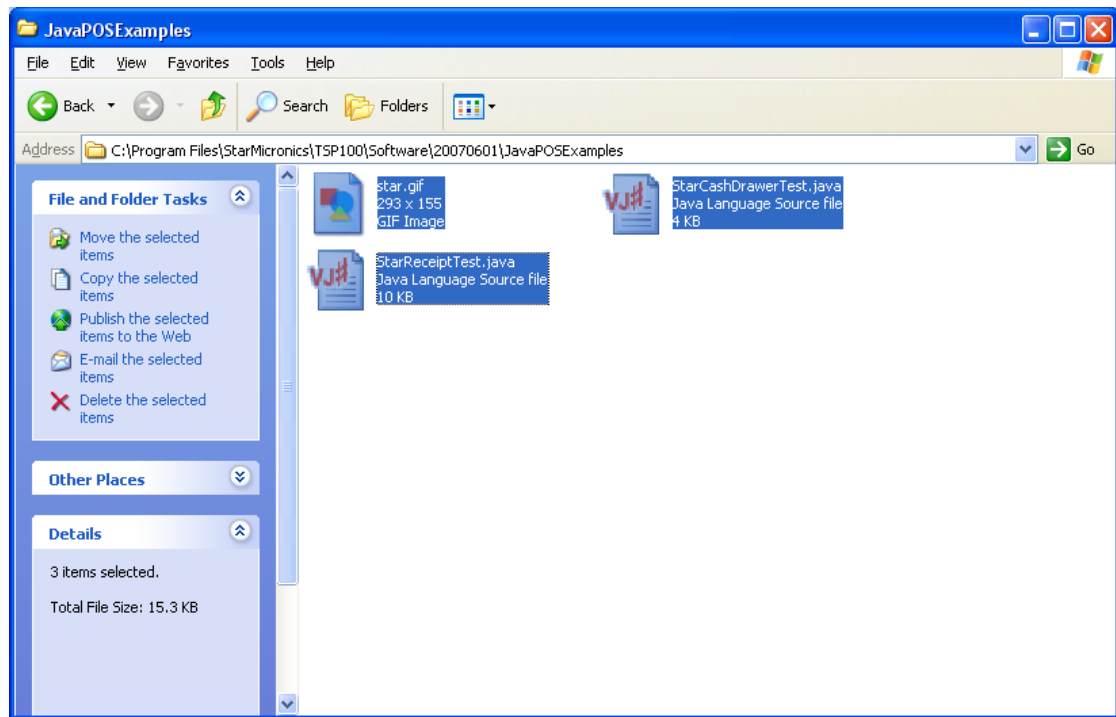 JavaPOSExamples
File Edit View Favorites Tools Help
Back Search Folders
Address C:\Program Files\StarMicronics\TSP100\Software\20070601\JavaPOSExamples Go
File and Folder Tasks
Move the selected
items
Copy the selected
items
Publish the selected
items to the Web
E-mail the selected
items
Delete the selected
items
Other Places
Details
3 items selected.
Total File Size: 15.3 KB
star.gif
293 x 155
GIF Image
VJ# StarCashDrawerTest.java
Java Language Source file
4 KB
VJ# StarReceiptTest.java
Java Language Source file
10 KB